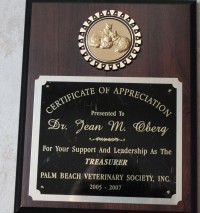 CERTIFICATE OF APPRECIATION
Presented To
Dr. Jean M. Oberg
For Your Support And Leadership As The
TREASURER
PALM BEACH VETERINARY SOCIETY, INC.
2005 - 2007